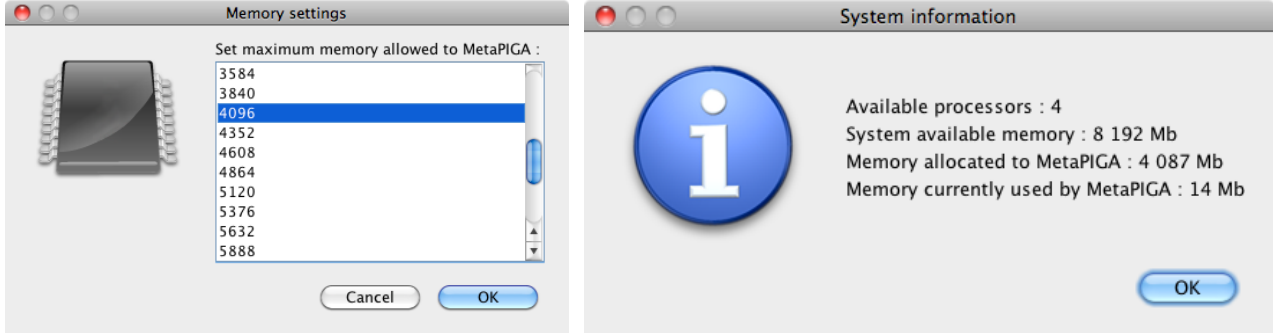 Memory settings
Set maximum memory allowed to MetaPIGA :
3584
3840
4096
4352
4608
4864
5120
5376
5632
5888
Cancel
OK
System information
Available processors : 4
System available memory : 8 192 Mb
Memory allocated to MetaPIGA : 4 087 Mb
Memory currently used by MetaPIGA : 14 Mb
OK